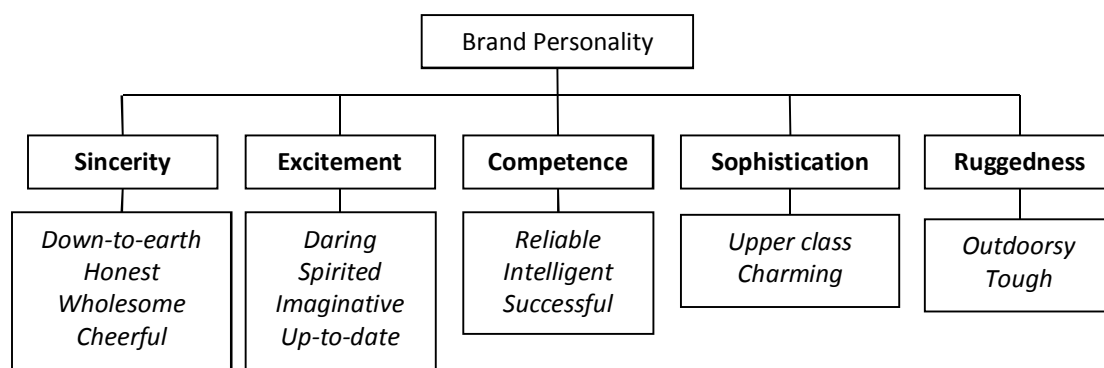 Brand Personality
Sincerity
Down-to-earth
Honest
Wholesome
Cheerful
Excitement
Daring
Spirited
Imaginative
Up-to-date
Competence
Reliable
Intelligent
Successful
Sophistication
Upper class
Charming
Ruggedness
Outdoorsy
Tough